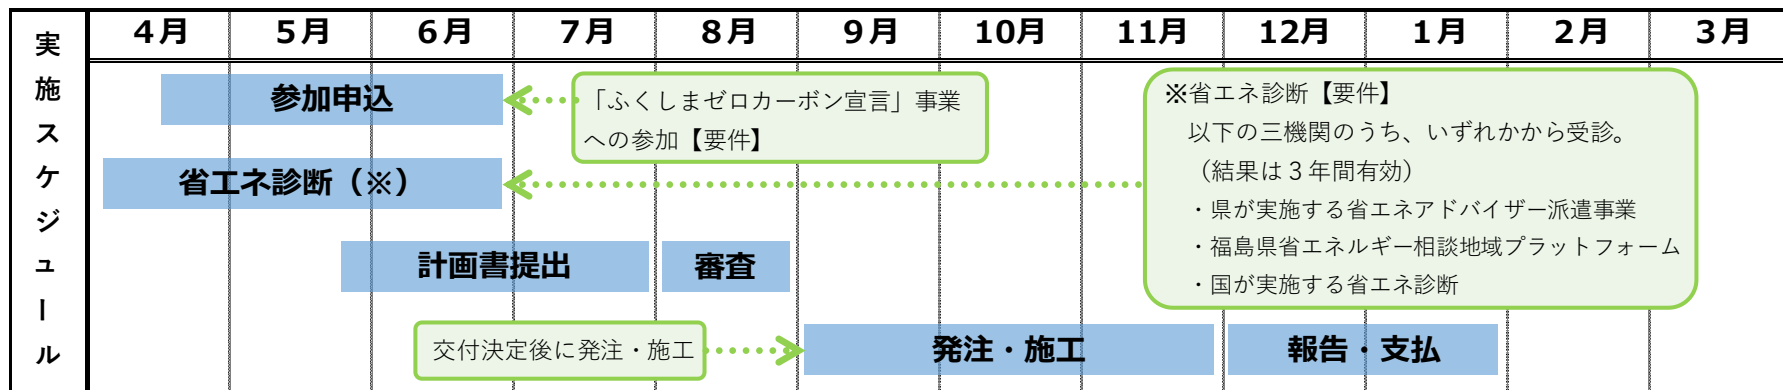 実施スケジュール
4月 5月 6月 7月 8月 9月 10月 11月 12月 1月 2月 3月
参加申込
「ふくしまゼロカーボン宣言」事業
への参加【要件】
※省エネ診断【要件】
以下の三機関のうち、いずれかから受診。
（結果は３年間有効）
・県が実施する省エネアドバイザー派遣事業
・福島県省エネルギー相談地域プラットフォーム
・国が実施する省エネ診断
省エネ診断（※）
計画書提出
審査
交付決定後に発注・施工
発注・施工
報告・支払